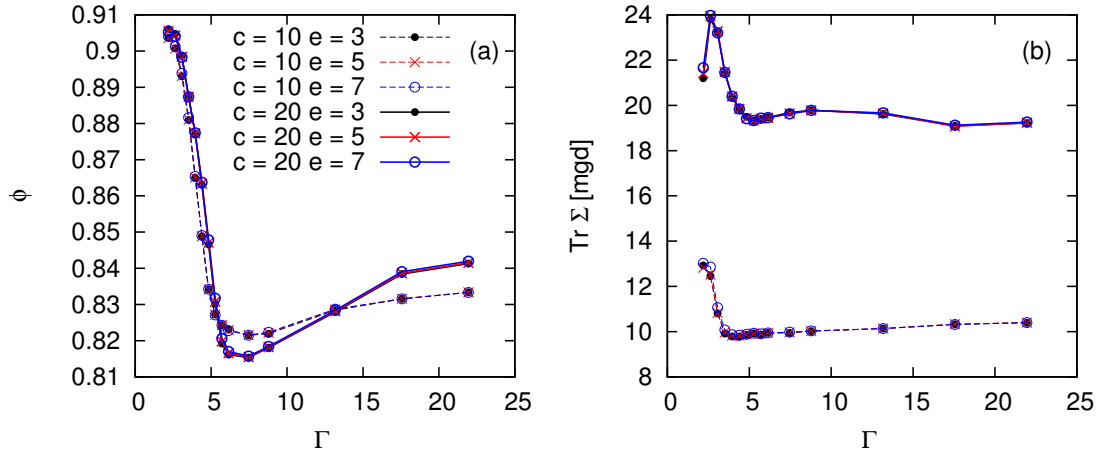 0.91
0.9
0.89
0.88
0.87
0.86
0.85
0.84
0.83
0.82
0.81
ϕ
c = 10 e = 3
c = 10 e = 5
c = 10 e = 7
c = 20 e = 3
c = 20 e = 5
c = 20 e = 7
(a)
0 5 10 15 20 25
Γ
24
22
20
18
16
14
12
10
8
Tr Σ [mgd]
(b)
0 5 10 15 20 25
Γ